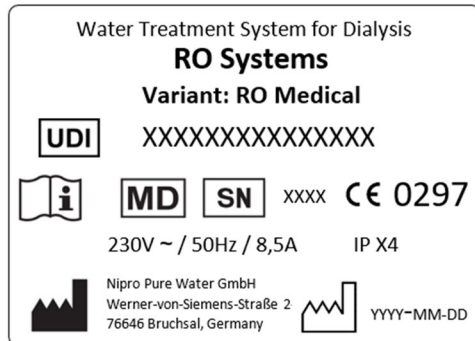 Water Treatment System for Dialysis
RO Systems
Variant: RO Medical
UDI XXXXXXXXXXXXXXX
i MD SN XXXX CE 0297
230V ~ / 50Hz / 8,5A IP X4
Nipro Pure Water GmbH
Werner-von-Siemens-Straße 2
76646 Bruchsal, Germany
YYYY-MM-DD